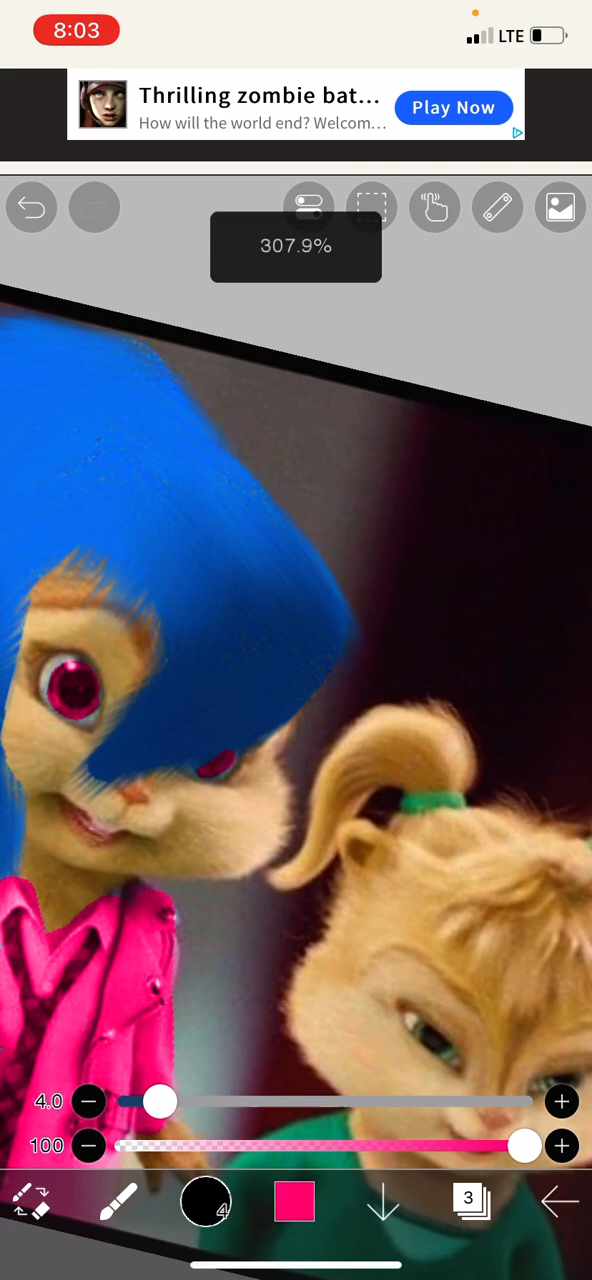 8:03
LTE
Thrilling zombie bat...
How will the world end? Welcom...
Play Now
307.9%
4.0
100
4
3